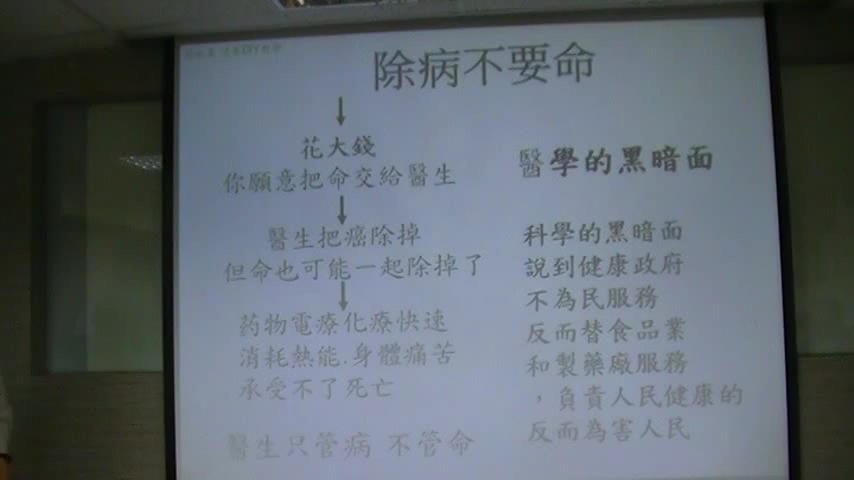 除病不要命
花大錢
你願意把命交給醫生
醫生把癌除掉
但命也可能一起除掉了
药物電療化療快速
消耗熱能.身體痛苦
承受不了死亡
醫生只管病 不管命
醫學的黑暗面
科學的黑暗面
說到健康政府
不為民服務
反而替食品業
和製藥廠服務
，負責人民健康的
反而為害人民